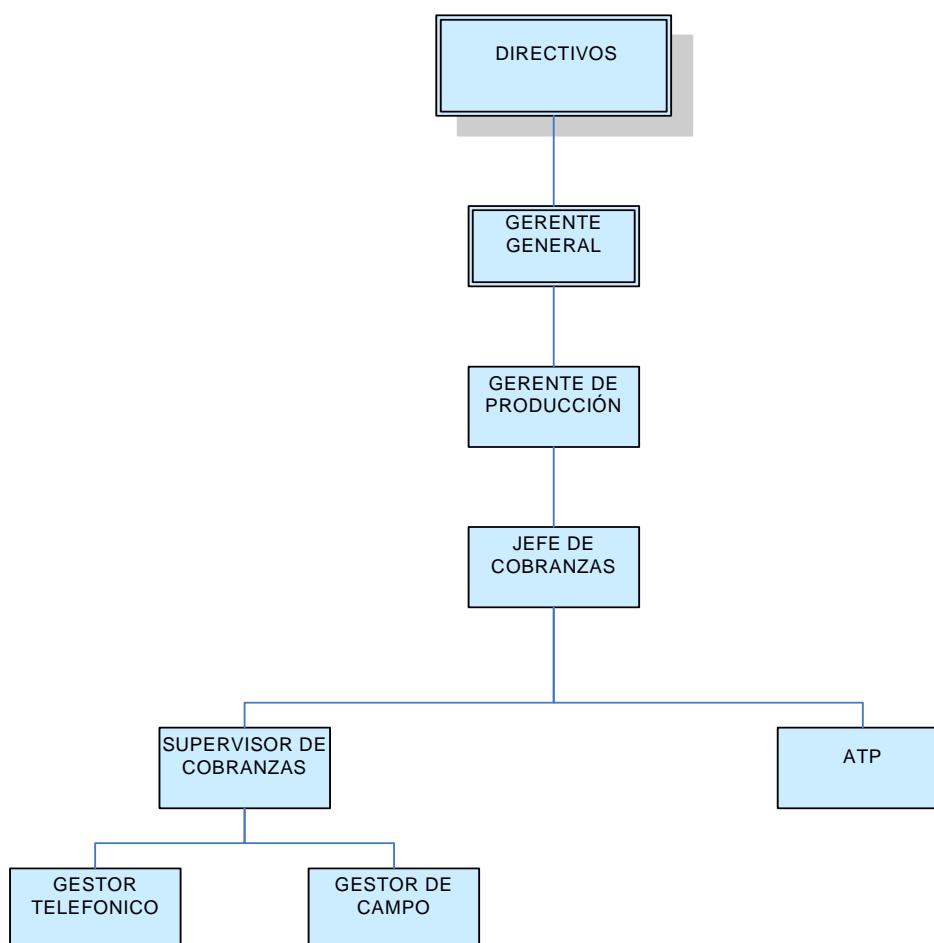 DIRECTIVOS
GERENTE
GENERAL
GERENTE DE
PRODUCCIÓN
JEFE DE
COBRANZAS
SUPERVISOR DE
COBRANZAS
ATP
GESTOR
TELEFONICO
GESTOR DE
CAMPO